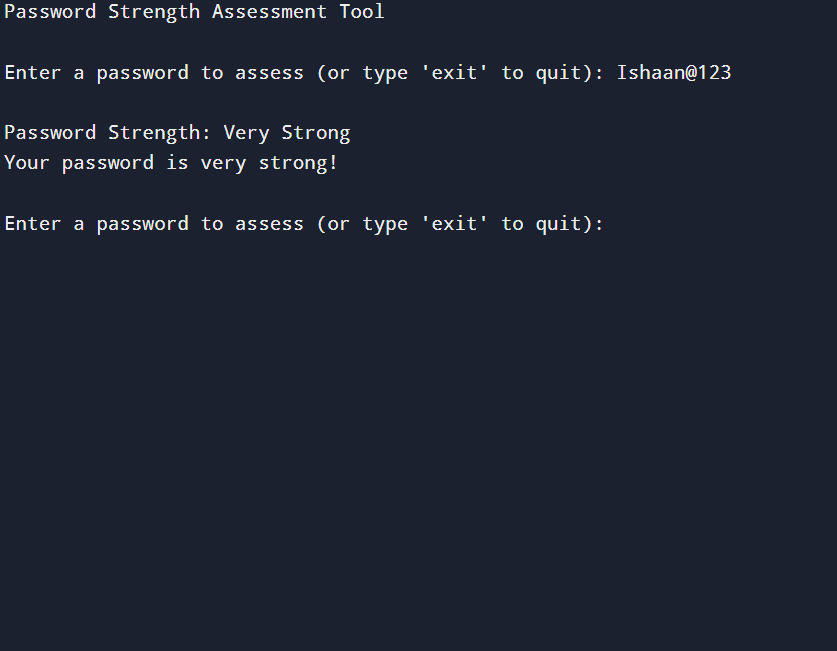 Password Strength Assessment Tool
Enter a password to assess (or type 'exit' to quit): Ishaan@123
Password Strength: Very Strong
Your password is very strong!
Enter a password to assess (or type 'exit' to quit):